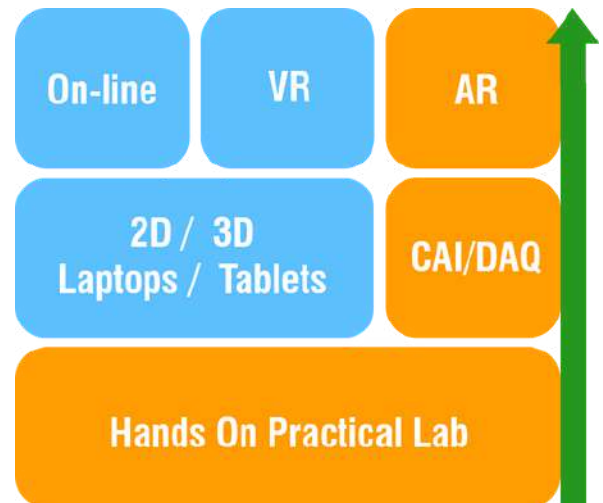 On-line
VR
AR
2D / 3D
Laptops / Tablets
CAI/DAQ
Hands On Practical Lab